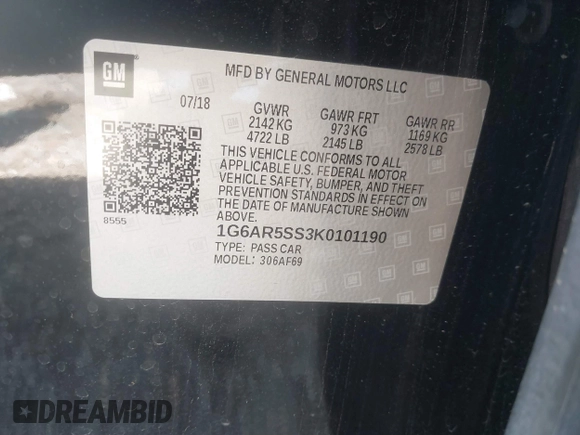 GM
MFD BY GENERAL MOTORS LLC
07/18
GVWR GAWR FRT GAWR RR
2142 KG 973 KG 1169 KG
4722 LB 2145 LB 2578 LB
THIS VEHICLE CONFORMS TO ALL
APPLICABLE U.S. FEDERAL MOTOR
VEHICLE SAFETY, BUMPER, AND THEFT
PREVENTION STANDARDS IN EFFECT ON
THE DATE OF MANUFACTURE SHOWN
ABOVE.
8555
1G6AR5SS3K0101190
TYPE: PASS CAR
MODEL: 306AF69
DREAMBID